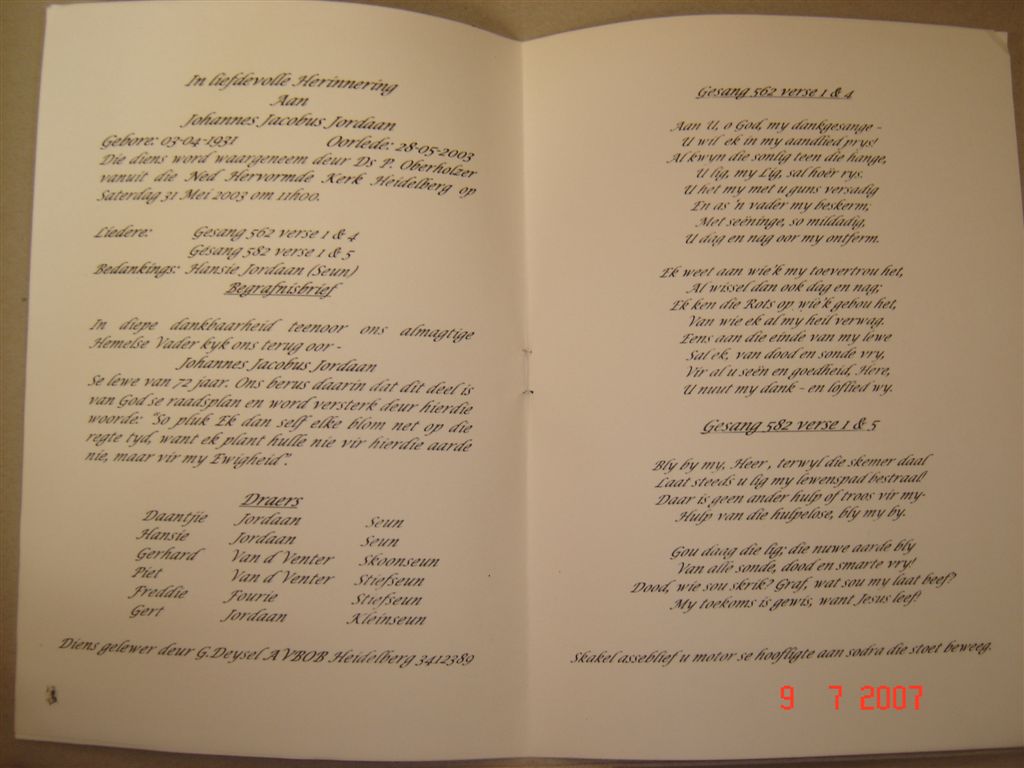 In liefdevolle Herinnering
Aan
Johannes Jacobus Jordaan
Gebore: 03-04-1931 Oorlede: 28-05-2003
Die diens word waargeneem deur Ds P. Oberholzer
vanuit die Ned Hervormde Kerk Heidelberg op
Saterdag 31 Mei 2003 om 11h00.
Liedere: Gesang 562 verse 1 & 4
Gesang 582 verse 1 & 5
Bedankings: Hansie Jordaan (Seun)
Begrafnisbrief
In diepe dankbaarheid teenoor ons almagtige
Hemelse Vader kyk ons terug oor -
Johannes Jacobus Jordaan
Se lewe van 72 jaar. Ons berus daarin dat dit deel is
van God se raadsplan en word versterk deur hierdie
woorde: "So pluk Ek dan self elke blom net op die
regte tyd, want ek plant hulle nie vir hierdie aarde
nie, maar vir my Ewigheid".
Draers
Daantjie Jordaan Seun
Hansie Jordaan Seun
Gerhard Van d Venter Skoonseun
Piet Van d Venter Stiefseun
Freddie Fourie Stiefseun
Gert Jordaan Kleinseun
Diens gelewer deur G.Deysel AVBOB Heidelberg 3412389
Gesang 562 verse 1 & 4
Aan U, o God, my dankgesange -
U wil ek in my aandlied prys!
Al kwyn die sonlig teen die hange,
U lig, my Lig, sal hoër rys.
U het my met u guns versadig
En as 'n vader my beskerm;
Met seëninge, so mildadig,
U dag en nag oor my ontferm.
Ek weet aan wie'k my toevertrou het,
Al wissel dan ook dag en nag;
Ek ken die Rots op wie'k gebou het,
Van wie ek al my heil verwag.
Eens aan die einde van my lewe
Sal ek, van dood en sonde vry,
Vir al u seën en goedheid, Here,
U nuut my dank - en loflied wy.
Gesang 582 verse 1 & 5
Bly by my, Heer, terwyl die skemer daal
Laat steeds u lig my lewenspad bestraal!
Daar is geen ander hulp of troos vir my-
Hulp van die hulpelose, bly my by.
Gou daag die lig; die nuwe aarde bly
Van alle sonde, dood en smarte vry!
Dood, wie sou skrik? Graf, wat sou my laat beef?
My toekoms is gewis, want Jesus leef!
Skakel asseblief u motor se hoofligte aan sodra die stoet beweeg.
9 7 2007